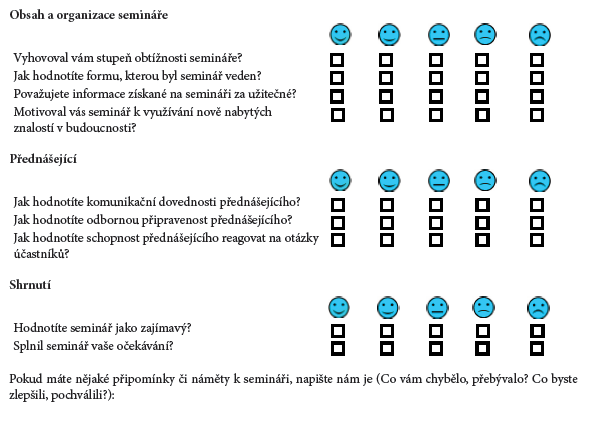 Obsah a organizace semináře
Vyhovoval vám stupeň obtížnosti semináře?
Jak hodnotíte formu, kterou byl seminář veden?
Považujete informace získané na semináři za užitečné?
Motivoval vás seminář k využívání nově nabytých
znalostí v budoucnosti?
Přednášející
Jak hodnotíte komunikační dovednosti přednášejícího?
Jak hodnotíte odbornou připravenost přednášejícího?
Jak hodnotíte schopnost přednášejícího reagovat na otázky
účastníků?
Shrnutí
Hodnotíte seminář jako zajímavý?
Splnil seminář vaše očekávání?
Pokud máte nějaké připomínky či náměty k semináři, napište nám je (Co vám chybělo, přebývalo? Co byste
zlepšili, pochválili?):